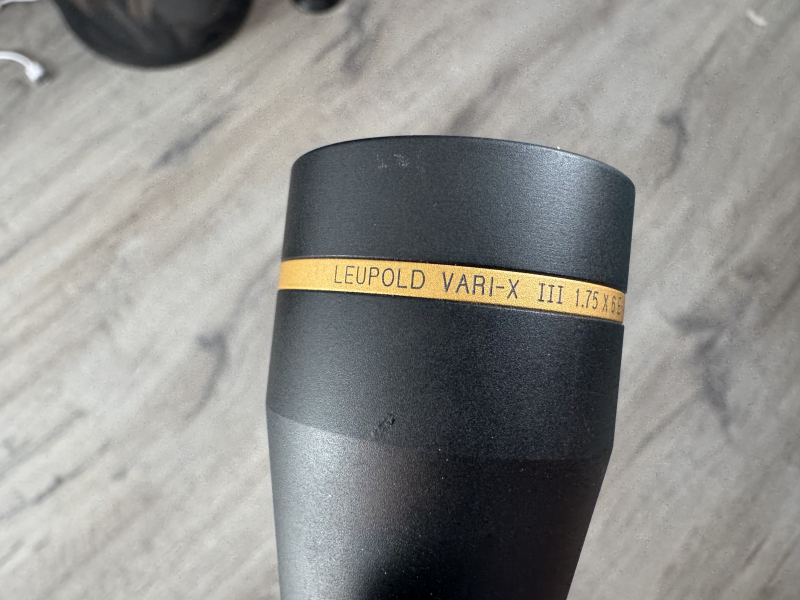 LEUPOLD VARI-X III 1.75 X 6 E